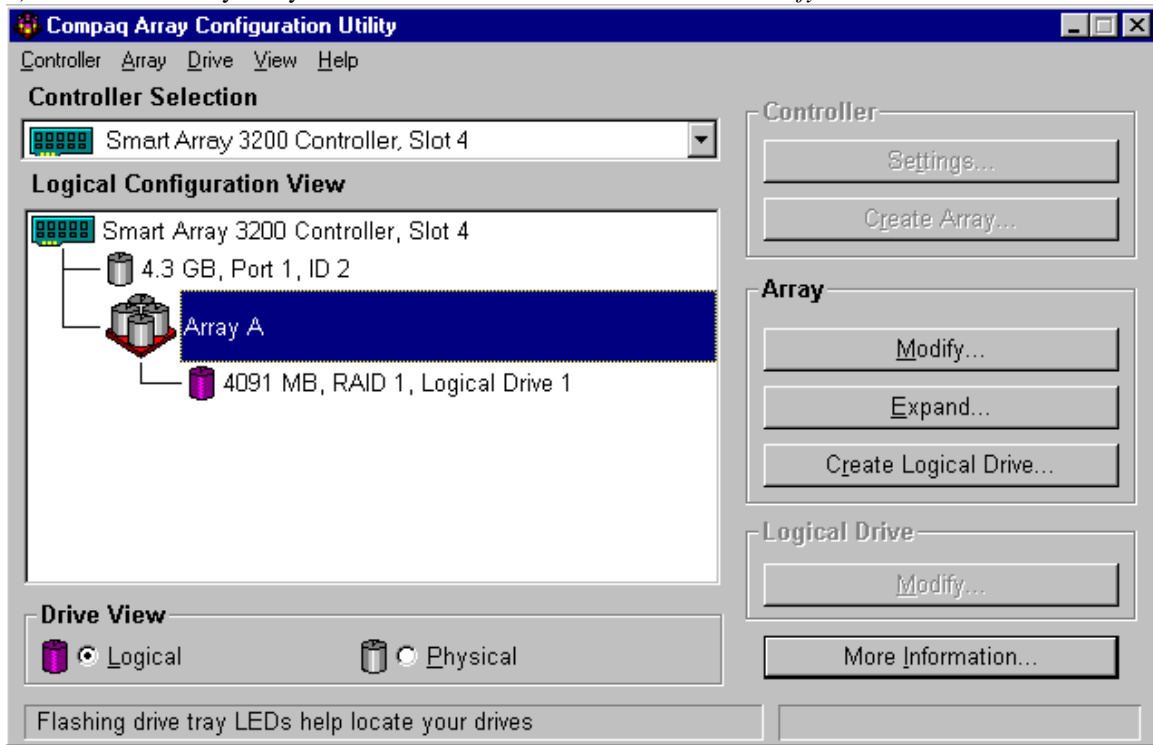 Compaq Array Configuration Utility
Controller Array Drive View Help
Controller Selection
Smart Array 3200 Controller, Slot 4
Logical Configuration View
Smart Array 3200 Controller, Slot 4
4.3 GB, Port 1, ID 2
Array A
4091 MB, RAID 1, Logical Drive 1
Controller
Settings...
Create Array...
Array
Modify...
Expand...
Create Logical Drive...
Logical Drive
Modify...
Drive View
Logical
Physical
More Information...
Flashing drive tray LEDs help locate your drives